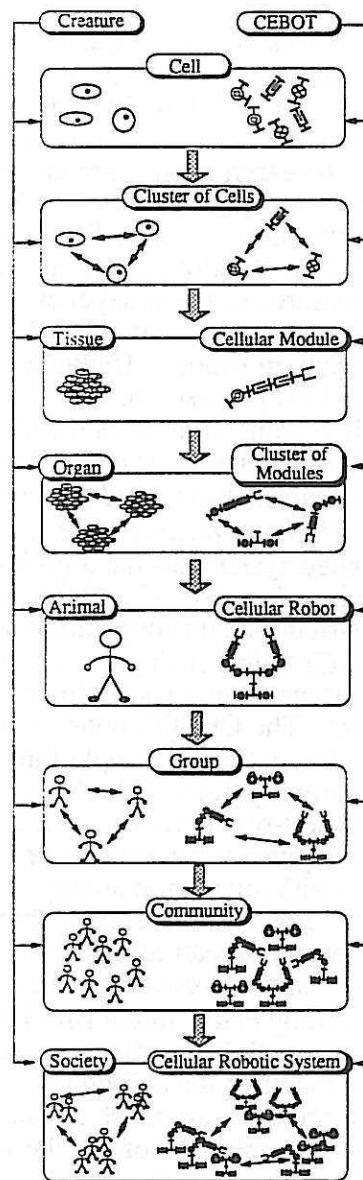 Creature CEBOT
Cell
Cluster of Cells
Tissue Cellular Module
Organ Cluster
of Modules
Animal Cellular Robot
Group
Community
Society Cellular Robotic System